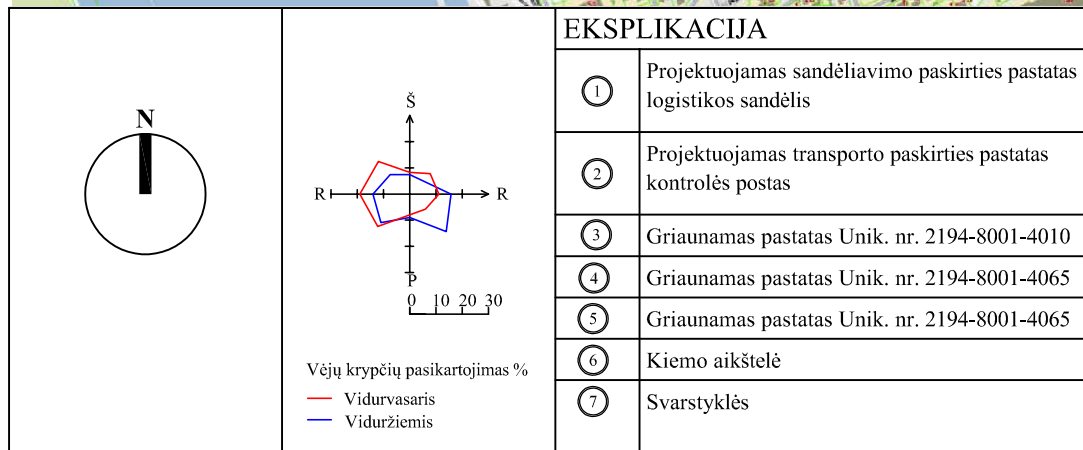 N
Š
R
R
P
0 10 20 30
Vėjų krypčių pasikartojimas %
Vidurvasaris
Viduržiemis
EKSPLIKACIJA
1 Projektuojamas sandėliavimo paskirties pastatas
logistikos sandėlis
2 Projektuojamas transporto paskirties pastatas
kontrolės postas
3 Griaunamas pastatas Unik. nr. 2194-8001-4010
4 Griaunamas pastatas Unik. nr. 2194-8001-4065
5 Griaunamas pastatas Unik. nr. 2194-8001-4065
6 Kiemo aikštelė
7 Svarstyklės